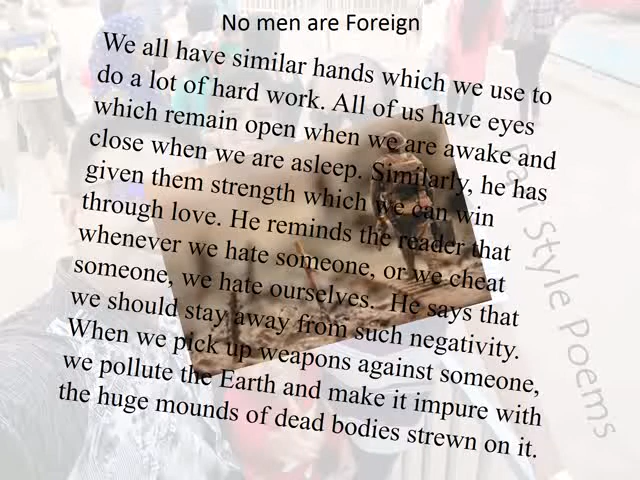 No men are Foreign
We all have similar hands which we use to
do a lot of hard work. All of us have eyes
which remain open when we are awake and
close when we are asleep. Similarly, he has
given them strength which we can win
through love. He reminds the reader that
whenever we hate someone, or we cheat
someone, we hate ourselves.  He says that
we should stay away from such negativity.
When we pick up weapons against someone,
we pollute the Earth and make it impure with
the huge mounds of dead bodies strewn on it.
Style Poems